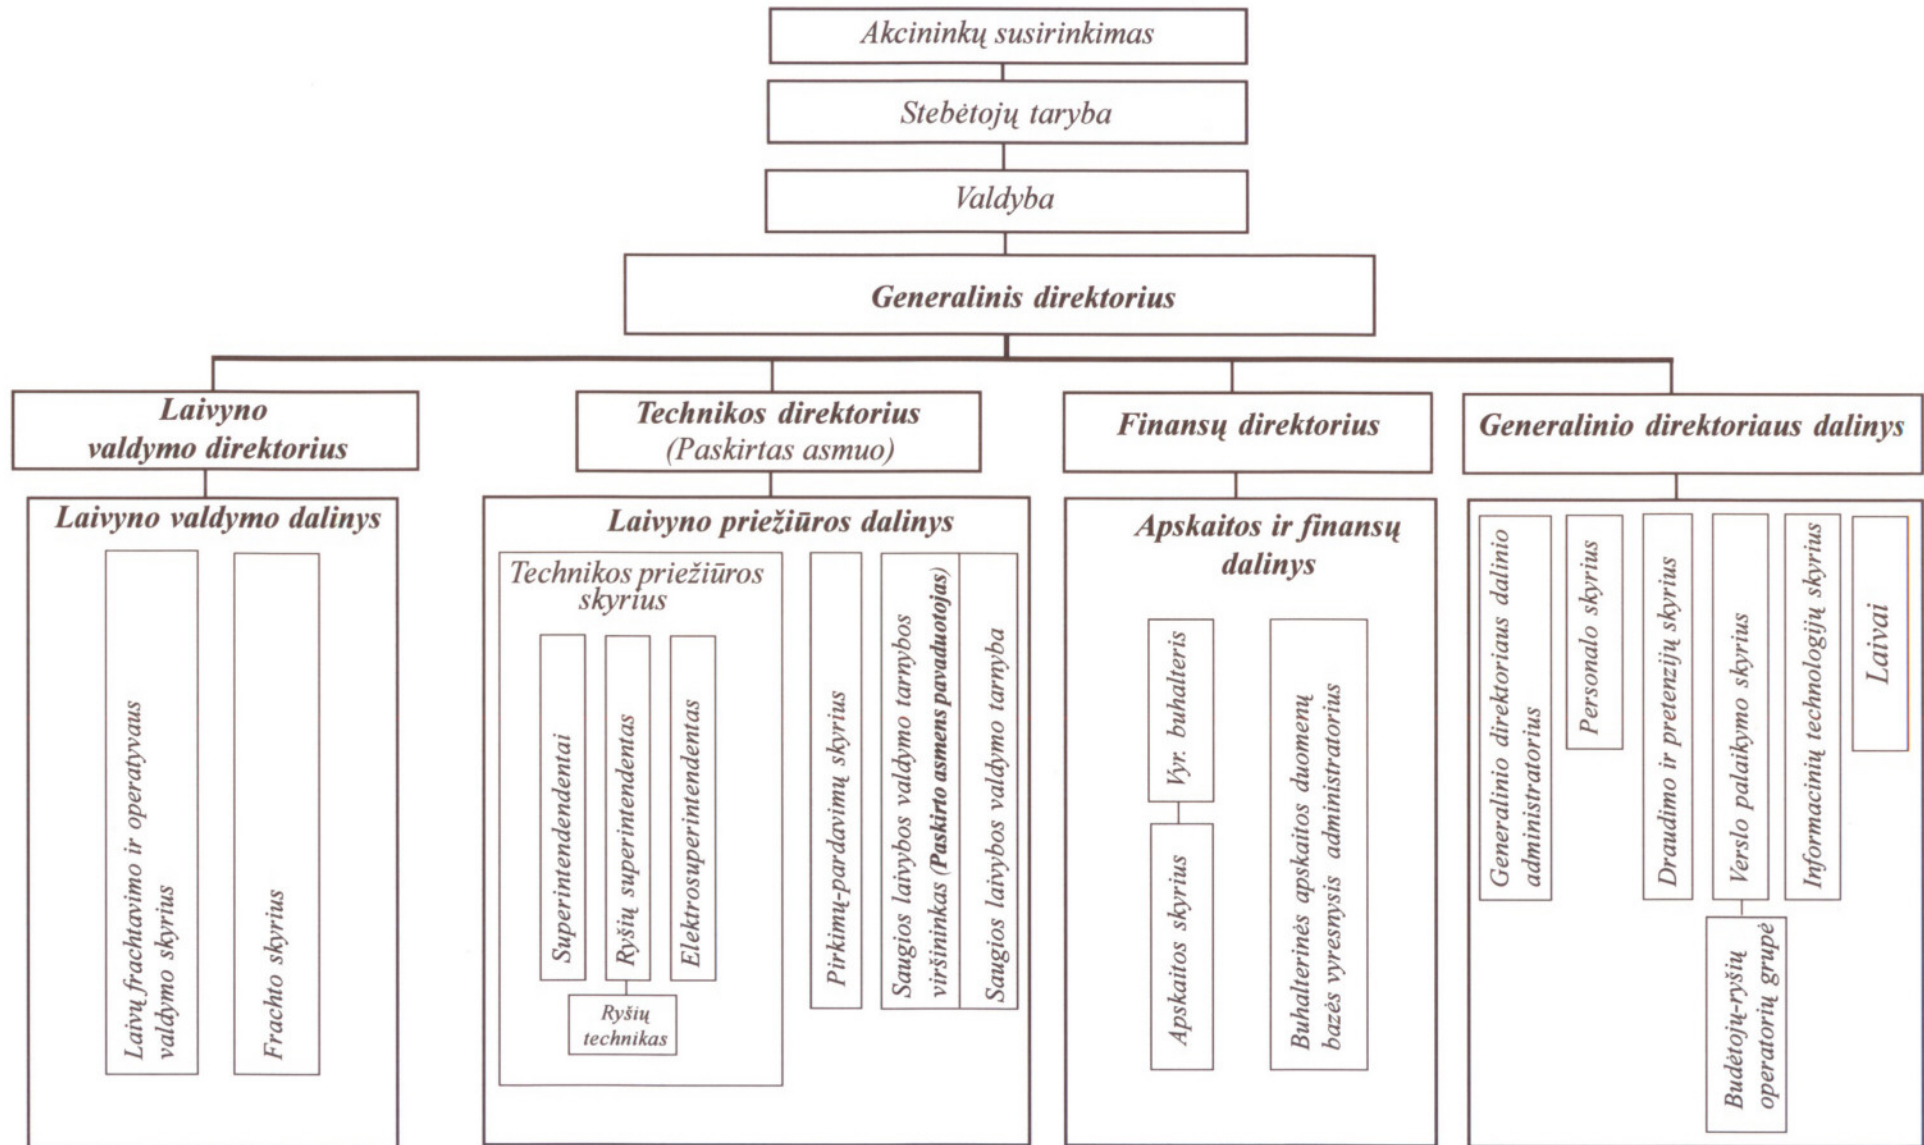 Akcininkų susirinkimas
Stebėtojų taryba
Valdyba
Generalinis direktorius
Laivyno
valdymo direktorius
Technikos direktorius
(Paskirtas asmuo)
Finansų direktorius
Generalinio direktoriaus dalinys
Laivyno valdymo dalinys
Laivų frachtavimo ir operatyvaus
valdymo skyrius
Frachto skyrius
Laivyno priežiūros dalinys
Technikos priežiūros
skyrius
Superintendendentai
Ryšių superintendentas
Elektrosuperintendentas
Ryšių
technikas
Pirkimų-pardavimų skyrius
Saugios laivybos valdymo tarnybos
viršininkas (Paskirto asmens pavaduotojas)
Saugios laivybos valdymo tarnyba
Apskaitos ir finansų
dalinys
Vyr. buhalteris
Apskaitos skyrius
Buhalterinės apskaitos duomenų
bazės vyresnysis administratorius
Generalinio direktoriaus dalinio
administratorius
Personalo skyrius
Draudimo ir pretenzijų skyrius
Verslo palaikymo skyrius
Budėtojų-ryšių
operatorių grupė
Informacinių technologijų skyrius
Laivai